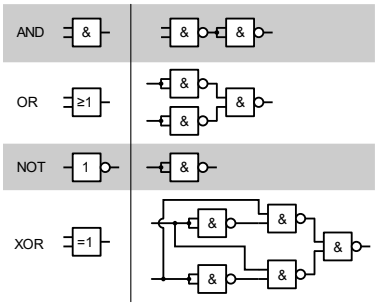 AND & & &
& &
OR ≥1 &
&
NOT 1 &
& &
XOR =1 &
& &